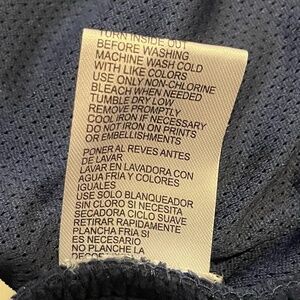 TURN INSIDE OUT
BEFORE WASHING
MACHINE WASH COLD
WITH LIKE COLORS
USE ONLY NON-CHLORINE
BLEACH WHEN NEEDED
TUMBLE DRY LOW
REMOVE PROMPTLY
COOL IRON IF NECESSARY
DO NOT IRON ON PRINTS
OR EMBELLISHMENTS
PONER AL REVES ANTES
DE LAVAR
LAVAR EN LAVADORA CON
AGUA FRIA Y COLORES
IGUALES
USE SOLO BLANQUEADOR
SIN CLORO SI NECESITA
SECADORA CICLO SUAVE
RETIRAR RAPIDAMENTE
PLANCHA FRIA SI
ES NECESARIO
NO PLANCHE LA